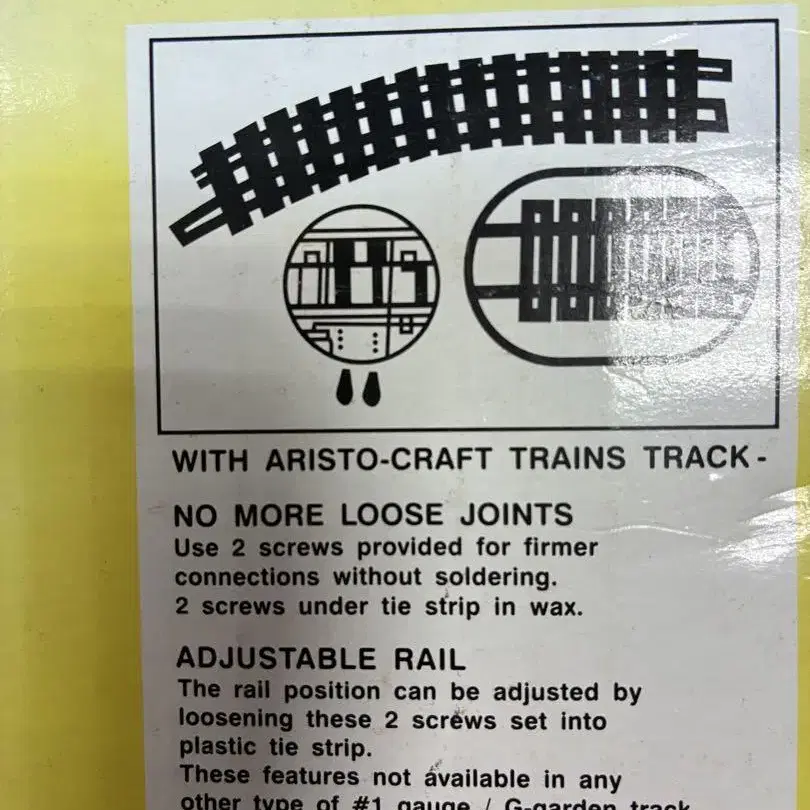 WITH ARISTO-CRAFT TRAINS TRACK -
NO MORE LOOSE JOINTS
Use 2 screws provided for firmer
connections without soldering.
2 screws under tie strip in wax.
ADJUSTABLE RAIL
The rail position can be adjusted by
loosening these 2 screws set into
plastic tie strip.
These features not available in any
other type of #1 gauge / G-garden track